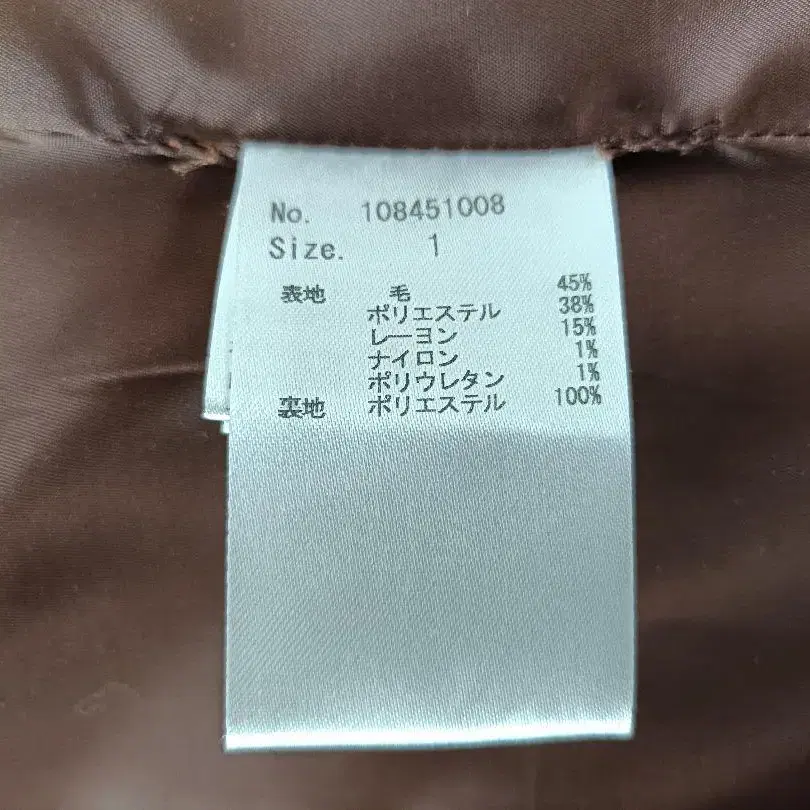 No. 108451008
Size. 1
表地 毛 45%
ポリエステル 38%
レーヨン 15%
ナイロン 1%
ポリウレタン 1%
裏地 ポリエステル 100%